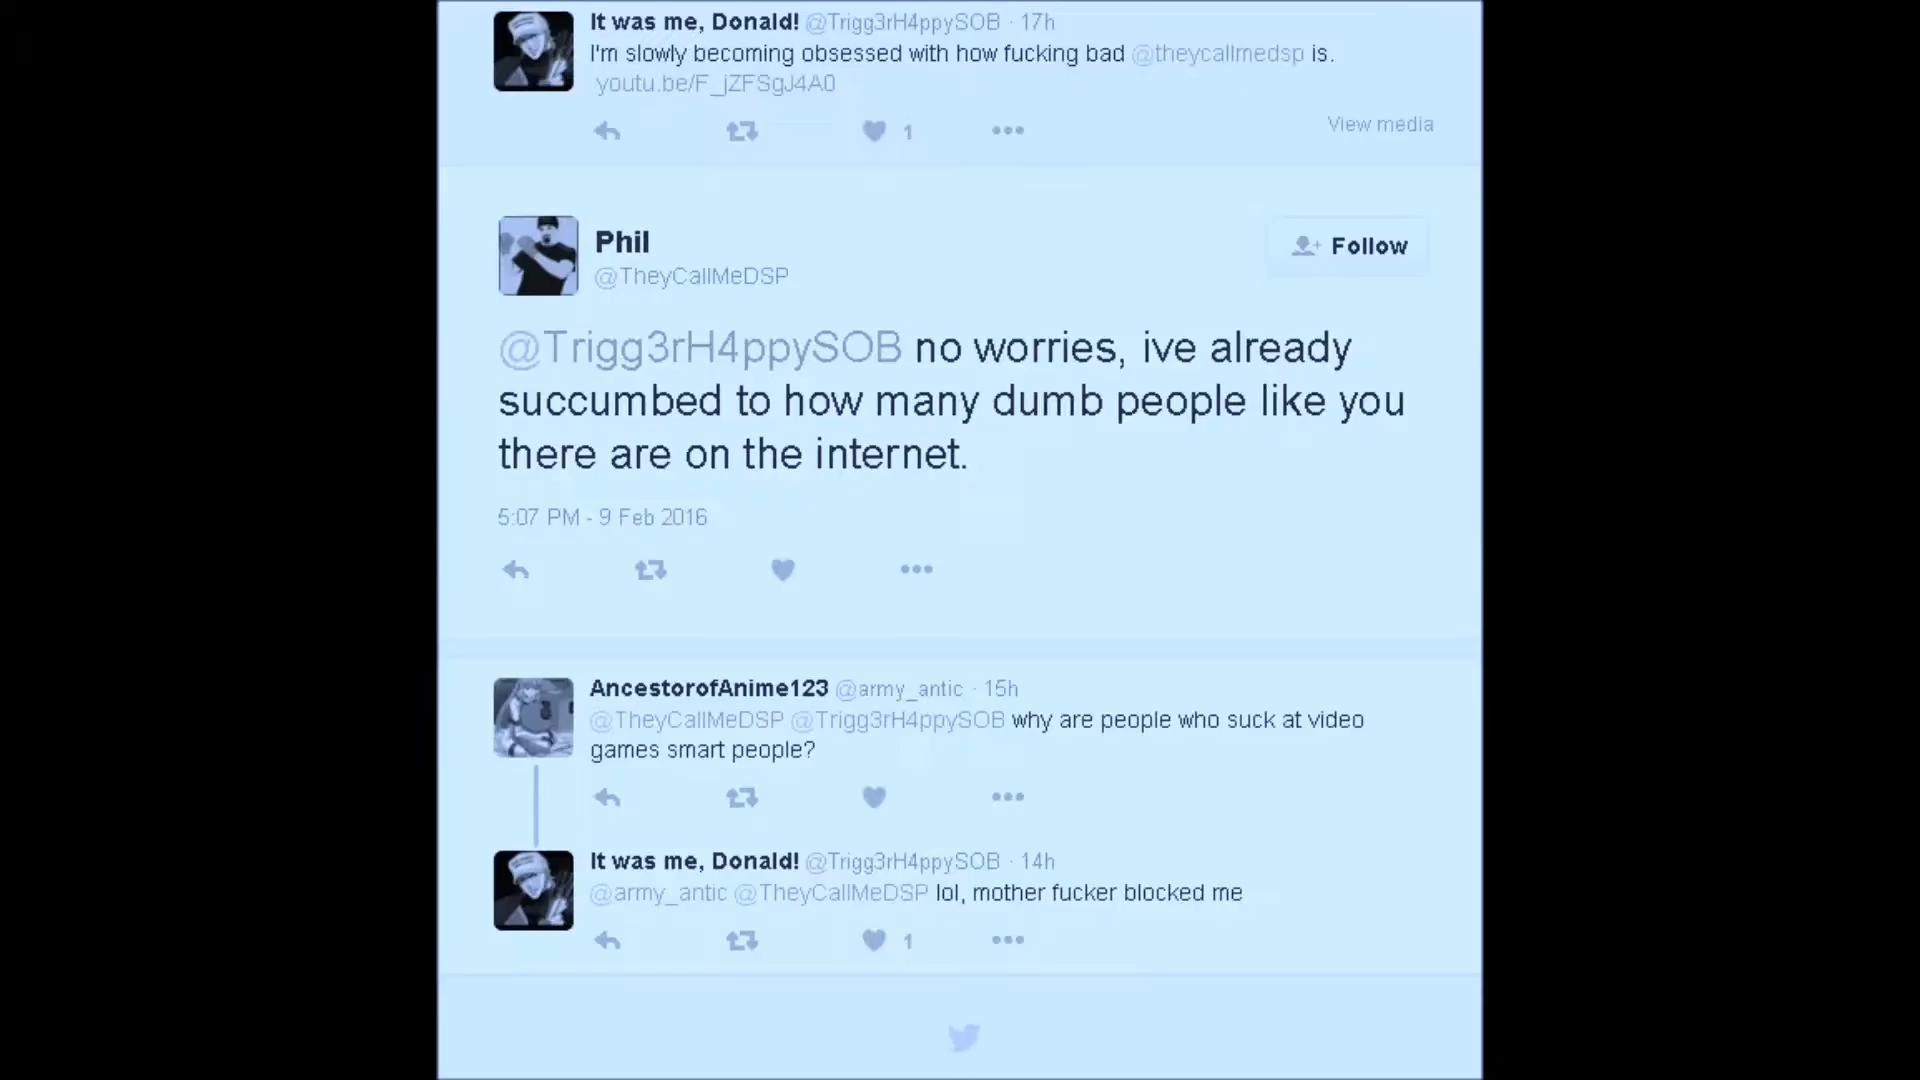 It was me, Donald! @Trigg3rH4ppySOB · 17h
I'm slowly becoming obsessed with how fucking bad @theycallmedsp is.
youtu.be/F_jZFSgJ4A0
1
View media
Phil
Follow
@TheyCallMeDSP
@Trigg3rH4ppySOB no worries, ive already
succumbed to how many dumb people like you
there are on the internet.
5:07 PM - 9 Feb 2016
AncestorofAnime123 @army_antic · 15h
@TheyCallMeDSP @Trigg3rH4ppySOB why are people who suck at video
games smart people?
It was me, Donald! @Trigg3rH4ppySOB · 14h
@army_antic @TheyCallMeDSP lol, mother fucker blocked me
1